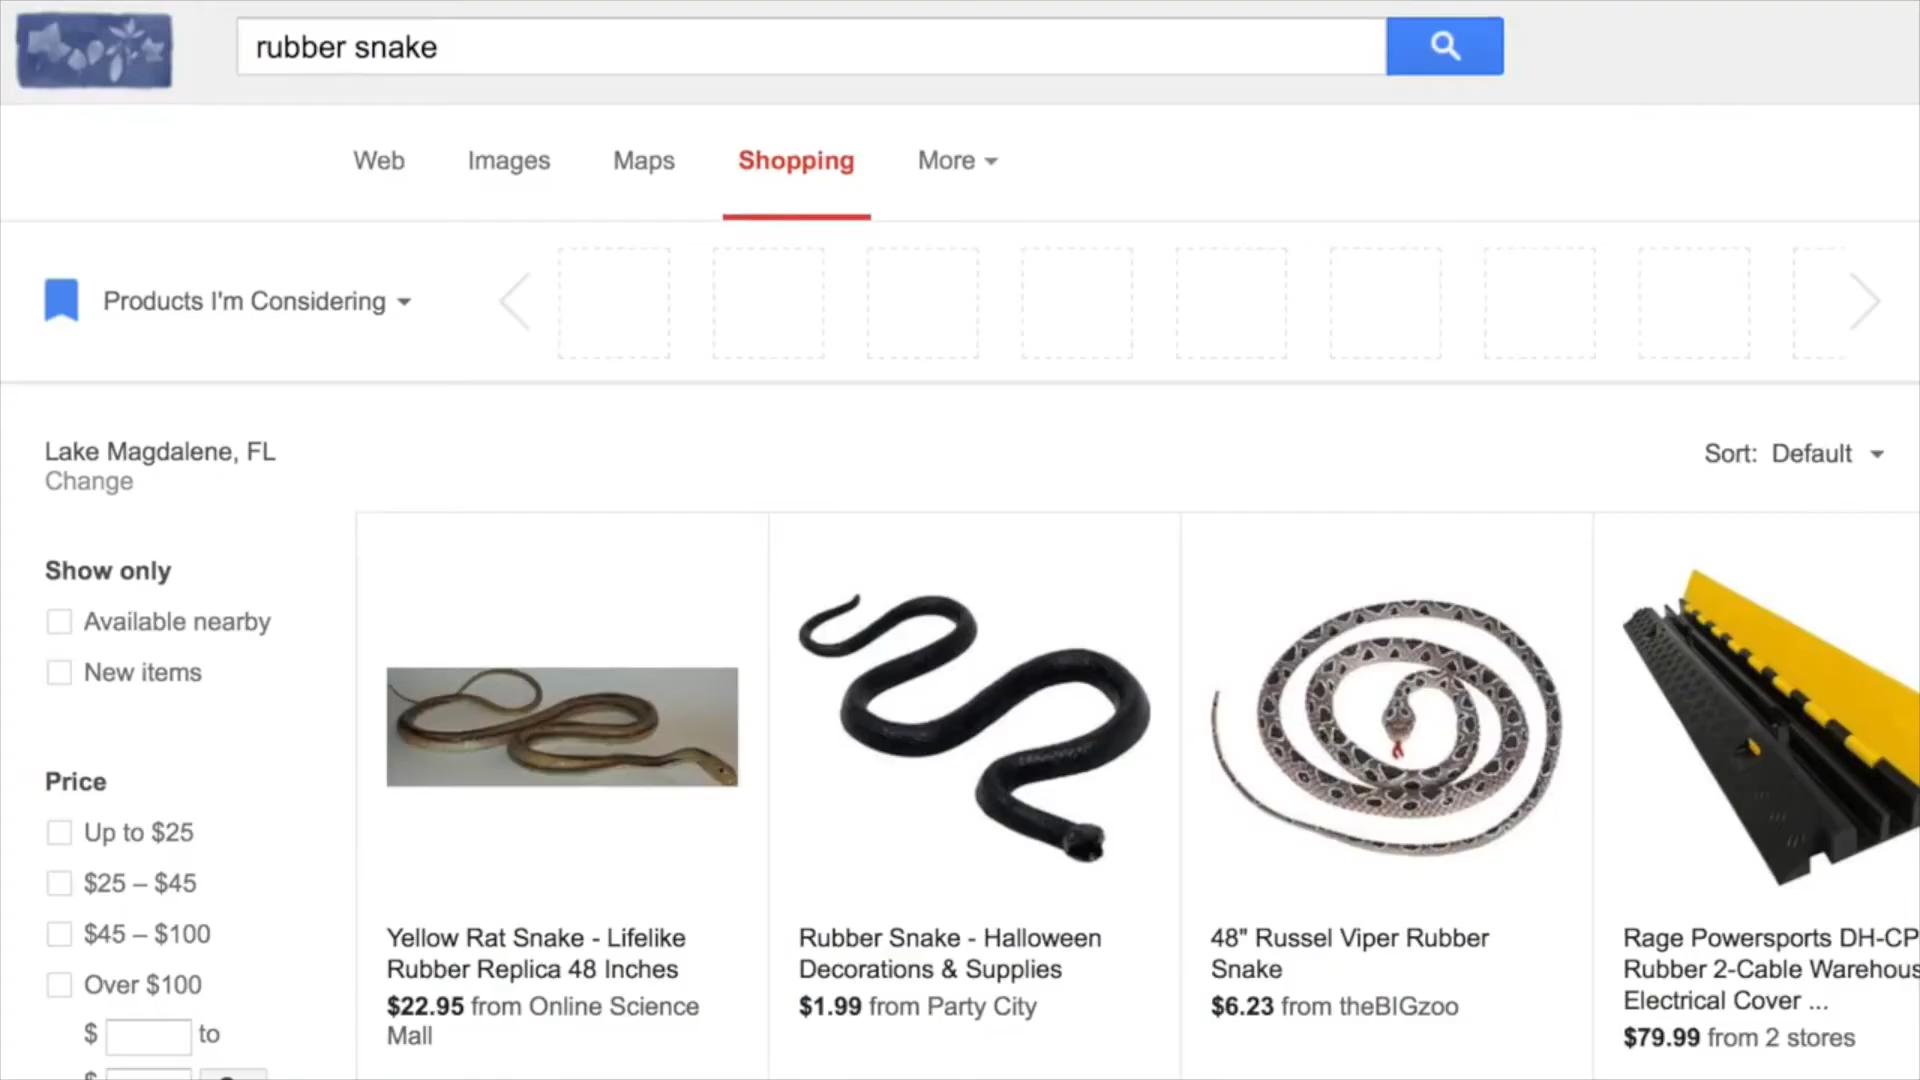 rubber snake
Web Images Maps Shopping More
Products I'm Considering
Lake Magdalene, FL
Change
Sort: Default
Show only
Available nearby
New items
Price
Up to $25
$25 – $45
$45 – $100
Over $100
$ to
$
Yellow Rat Snake - Lifelike
Rubber Replica 48 Inches
$22.95 from Online Science
Mall
Rubber Snake - Halloween
Decorations & Supplies
$1.99 from Party City
48" Russel Viper Rubber
Snake
$6.23 from theBIGzoo
Rage Powersports DH-CP
Rubber 2-Cable Warehous
Electrical Cover ...
$79.99 from 2 stores